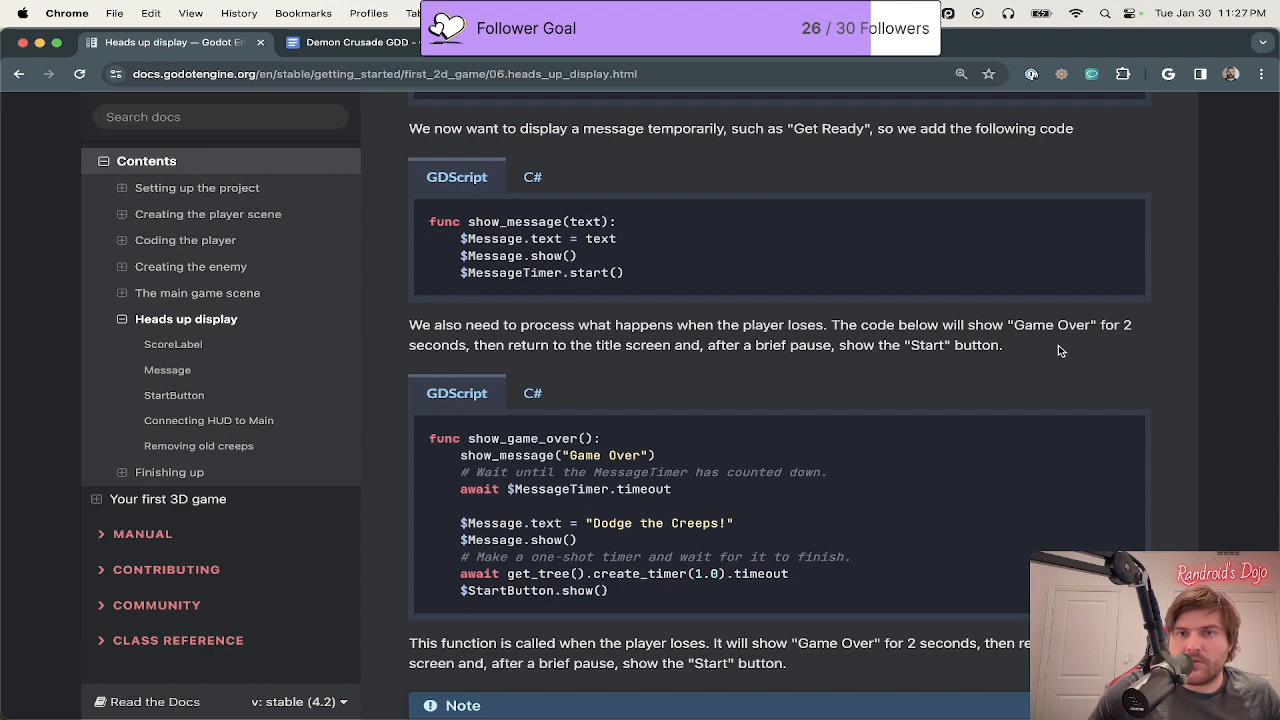 Chrome
File
Edit
Tue Jan 30 11:27 PM
Follower Goal
26 / 30 Followers
Heads up display — Godot En
Demon Crusade GDD -
docs.godotengine.org/en/stable/getting_started/first_2d_game/06.heads_up_display.html
Search docs
Contents
Setting up the project
Creating the player scene
Coding the player
Creating the enemy
The main game scene
Heads up display
ScoreLabel
Message
StartButton
Connecting HUD to Main
Removing old creeps
Finishing up
Your first 3D game
MANUAL
CONTRIBUTING
COMMUNITY
CLASS REFERENCE
Read the Docs
v: stable (4.2)
We now want to display a message temporarily, such as "Get Ready", so we add the following code
GDScript
C#
func show_message(text):
$Message.text = text
$Message.show()
$MessageTimer.start()
We also need to process what happens when the player loses. The code below will show "Game Over" for 2
seconds, then return to the title screen and, after a brief pause, show the "Start" button.
GDScript
C#
func show_game_over():
show_message("Game Over")
# Wait until the MessageTimer has counted down.
await $MessageTimer.timeout
$Message.text = "Dodge the Creeps!"
$Message.show()
# Make a one-shot timer and wait for it to finish.
await get_tree().create_timer(1.0).timeout
$StartButton.show()
This function is called when the player loses. It will show "Game Over" for 2 seconds, then re
screen and, after a brief pause, show the "Start" button.
Note
Randroid's Dojo